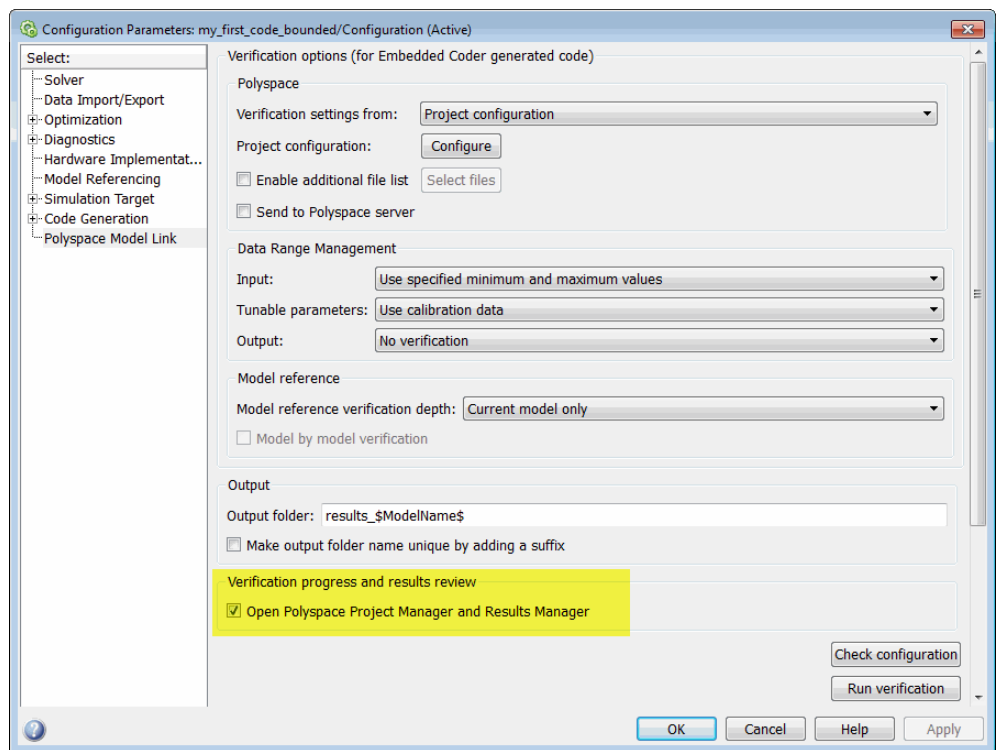 Configuration Parameters: my_first_code_bounded/Configuration (Active)
Select:
Solver
Data Import/Export
Optimization
Diagnostics
Hardware Implementat...
Model Referencing
Simulation Target
Code Generation
Polyspace Model Link
Verification options (for Embedded Coder generated code)
Polyspace
Verification settings from: Project configuration
Project configuration: Configure
Enable additional file list Select files
Send to Polyspace server
Data Range Management
Input: Use specified minimum and maximum values
Tunable parameters: Use calibration data
Output: No verification
Model reference
Model reference verification depth: Current model only
Model by model verification
Output
Output folder: results_$ModelName$
Make output folder name unique by adding a suffix
Verification progress and results review
Open Polyspace Project Manager and Results Manager
Check configuration
Run verification
OK Cancel Help Apply